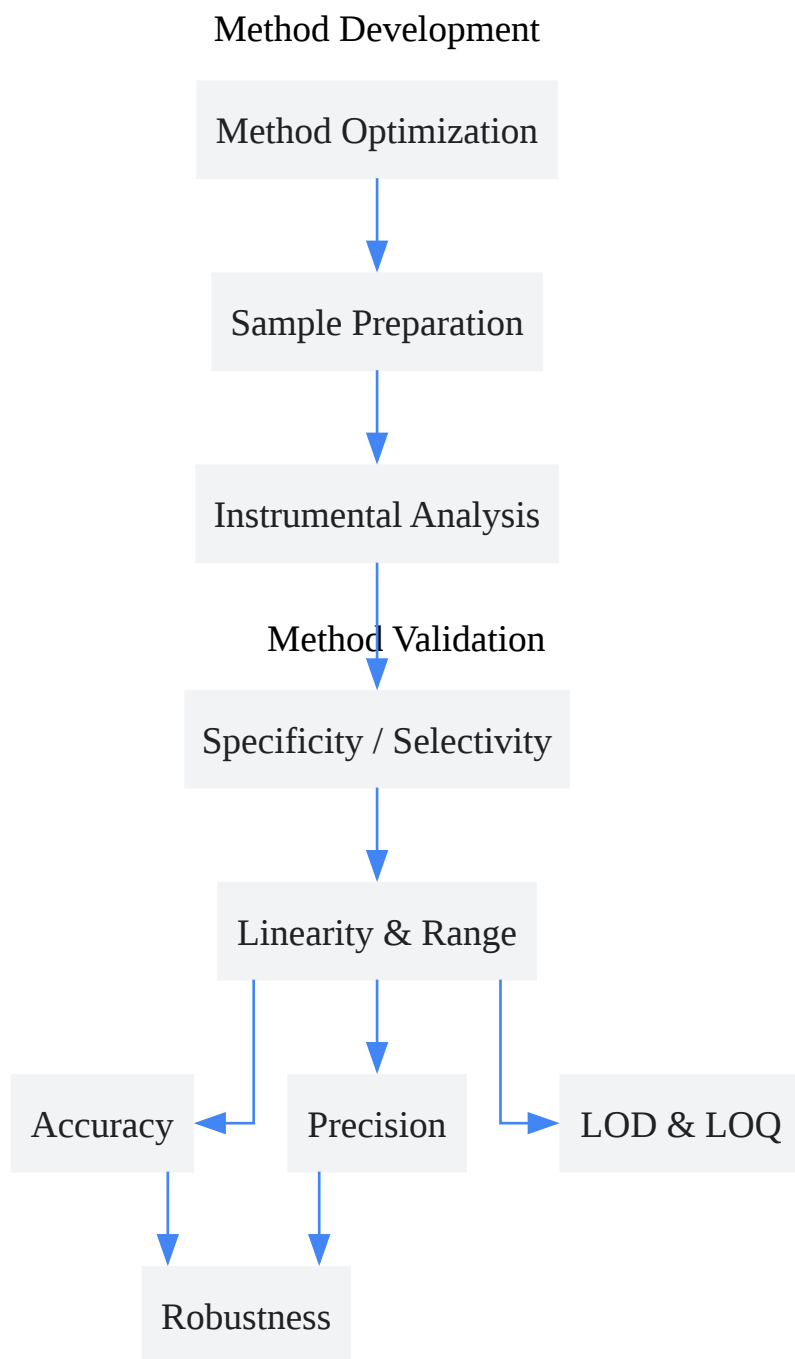 Method Development
Method Optimization
Sample Preparation
Instrumental Analysis
Method Validation
Specificity / Selectivity
Linearity & Range
Accuracy
Precision
LOD & LOQ
Robustness